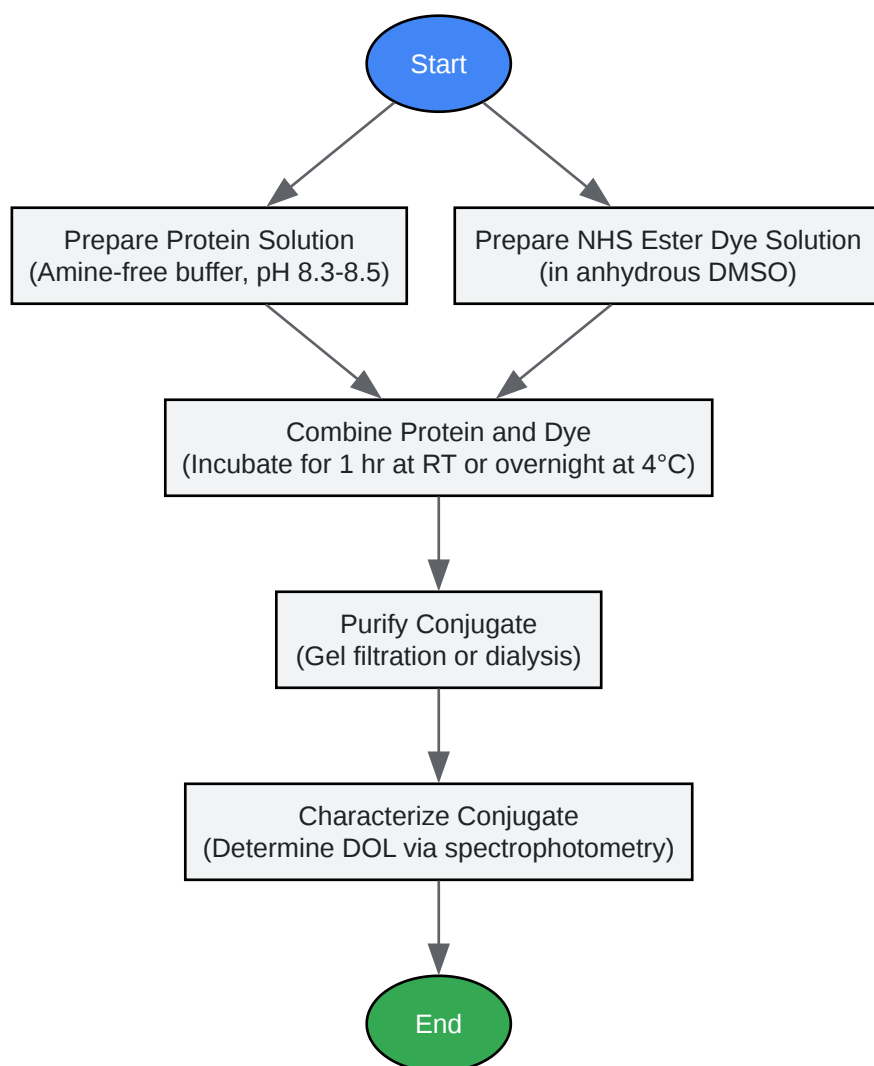 Start
Prepare Protein Solution
(Amine-free buffer, pH 8.3-8.5)
Prepare NHS Ester Dye Solution
(in anhydrous DMSO)
Combine Protein and Dye
(Incubate for 1 hr at RT or overnight at 4°C)
Purify Conjugate
(Gel filtration or dialysis)
Characterize Conjugate
(Determine DOL via spectrophotometry)
End